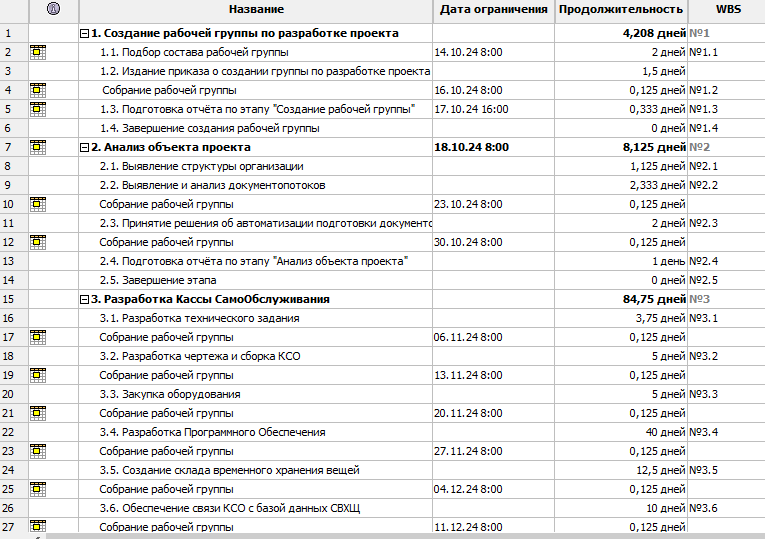 Название Дата ограничения Продолжительность WBS
1 1. Создание рабочей группы по разработке проекта 4,208 дней №1
2 1.1. Подбор состава рабочей группы 14.10.24 8:00 2 дней №1.1
3 1.2. Издание приказа о создании группы по разработке проекта 1,5 дней
4 Собрание рабочей группы 16.10.24 8:00 0,125 дней №1.2
5 1.3. Подготовка отчёта по этапу "Создание рабочей группы" 17.10.24 16:00 0,333 дней №1.3
6 1.4. Завершение создания рабочей группы 0 дней №1.4
7 2. Анализ объекта проекта 18.10.24 8:00 8,125 дней №2
8 2.1. Выявление структуры организации 1,125 дней №2.1
9 2.2. Выявление и анализ документопотоков 2,333 дней №2.2
10 Собрание рабочей группы 23.10.24 8:00 0,125 дней
11 2.3. Принятие решения об автоматизации подготовки документо 2 дней №2.3
12 Собрание рабочей группы 30.10.24 8:00 0,125 дней
13 2.4. Подготовка отчёта по этапу "Анализ объекта проекта" 1 день №2.4
14 2.5. Завершение этапа 0 дней №2.5
15 3. Разработка Кассы СамоОбслуживания 84,75 дней №3
16 3.1. Разработка технического задания 3,75 дней №3.1
17 Собрание рабочей группы 06.11.24 8:00 0,125 дней
18 3.2. Разработка чертежа и сборка КСО 5 дней №3.2
19 Собрание рабочей группы 13.11.24 8:00 0,125 дней
20 3.3. Закупка оборудования 5 дней №3.3
21 Собрание рабочей группы 20.11.24 8:00 0,125 дней
22 3.4. Разработка Программного Обеспечения 40 дней №3.4
23 Собрание рабочей группы 27.11.24 8:00 0,125 дней
24 3.5. Создание склада временного хранения вещей 12,5 дней №3.5
25 Собрание рабочей группы 04.12.24 8:00 0,125 дней
26 3.6. Обеспечение связи КСО с базой данных СВХЩ 10 дней №3.6
27 Собрание рабочей группы 11.12.24 8:00 0,125 дней